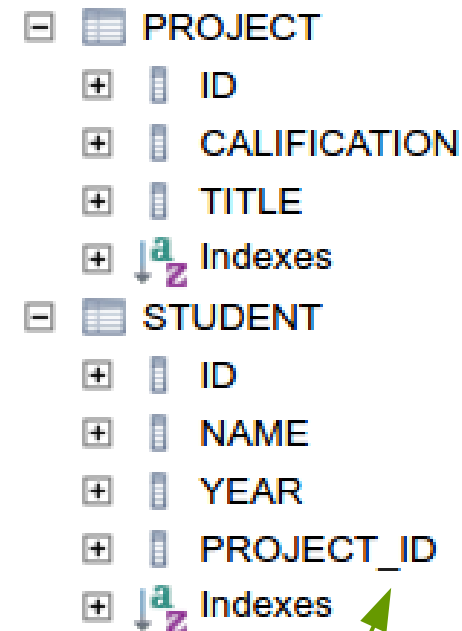 PROJECT
ID
CALIFICATION
TITLE
Indexes
STUDENT
ID
NAME
YEAR
PROJECT_ID
Indexes